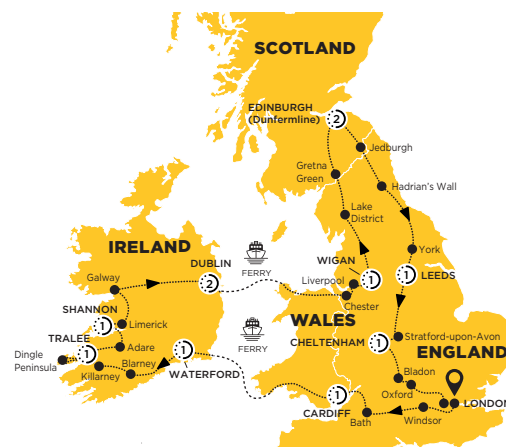 SCOTLAND
EDINBURGH
(Dunfermline)
2
Jedburgh
Gretna
Green
Hadrian's Wall
Lake
District
IRELAND
DUBLIN
2
FERRY
WIGAN
1
York
1
LEEDS
Galway
Liverpool
Chester
SHANNON
1
Limerick
FERRY
WALES
CHELTENHAM
1
Stratford-upon-Avon
TRALEE
1
Adare
ENGLAND
Dingle
Peninsula
Killarney
Blarney
1
WATERFORD
Bladon
Oxford
1
CARDIFF
Bath
Windsor
LONDON